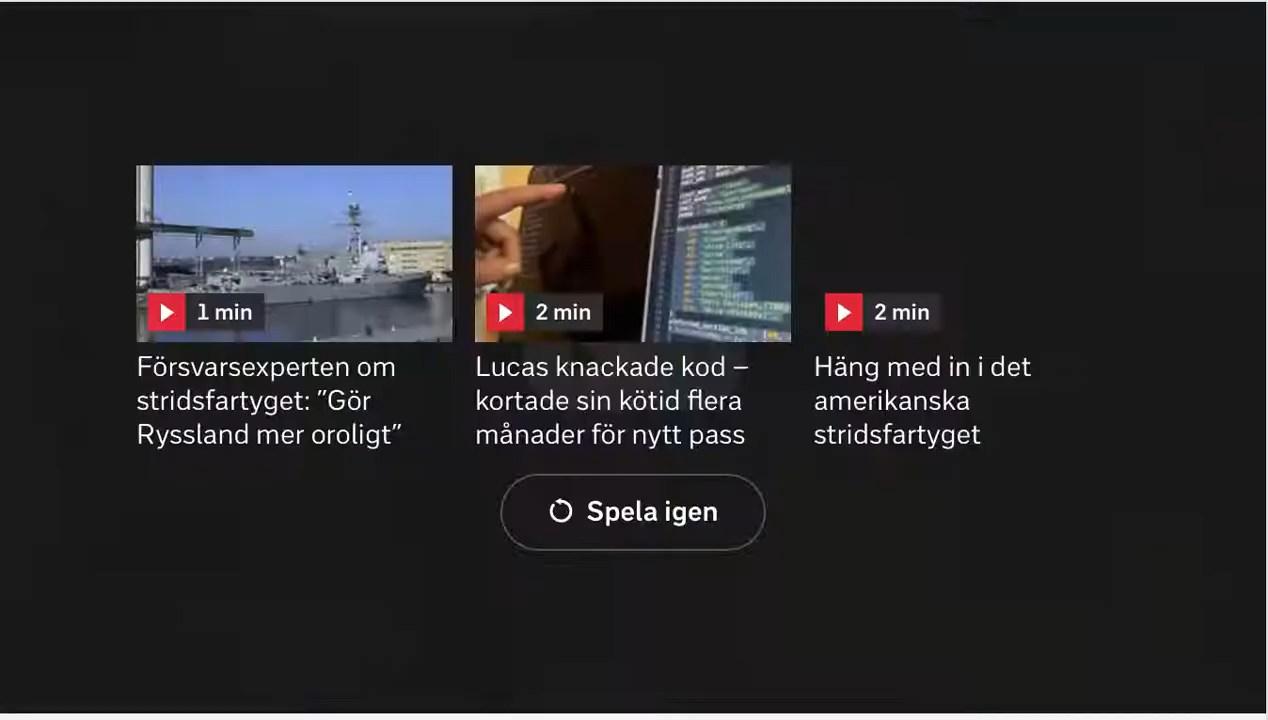 1 min
Försvarsexperten om
stridsfartyget: ”Gör
Ryssland mer oroligt”
2 min
Lucas knackade kod –
kortade sin kötid flera
månader för nytt pass
2 min
Häng med in i det
amerikanska
stridsfartyget
Spela igen